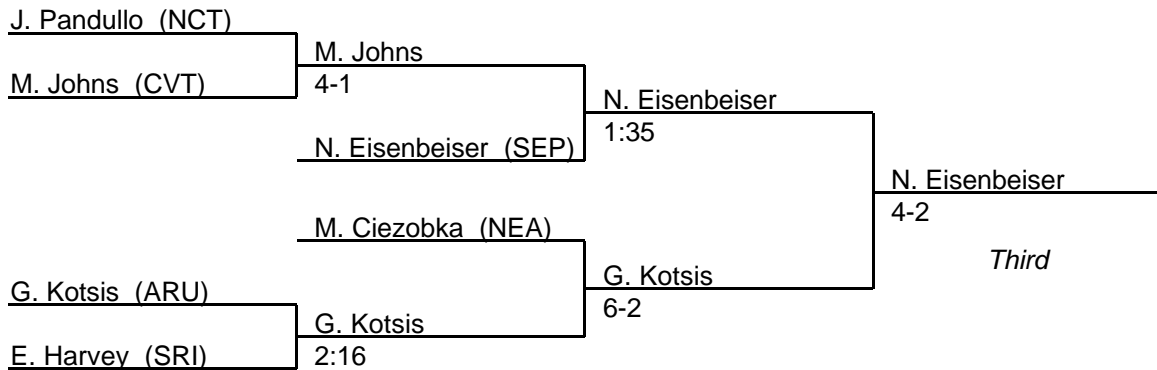 J. Pandullo (NCT)
M. Johns
M. Johns (CVT)
4-1
N. Eisenbeiser
1:35
N. Eisenbeiser (SEP)
N. Eisenbeiser
4-2
M. Ciezobka (NEA)
Third
G. Kotsis (ARU)
G. Kotsis
6-2
G. Kotsis
E. Harvey (SRI)
2:16